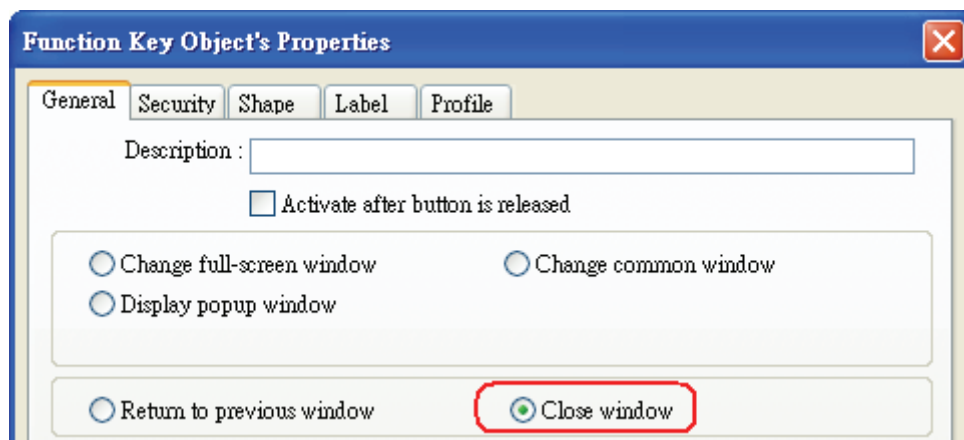 Function Key Object's Properties
General Security Shape Label Profile
Description :
Activate after button is released
Change full-screen window Change common window
Display popup window
Return to previous window Close window